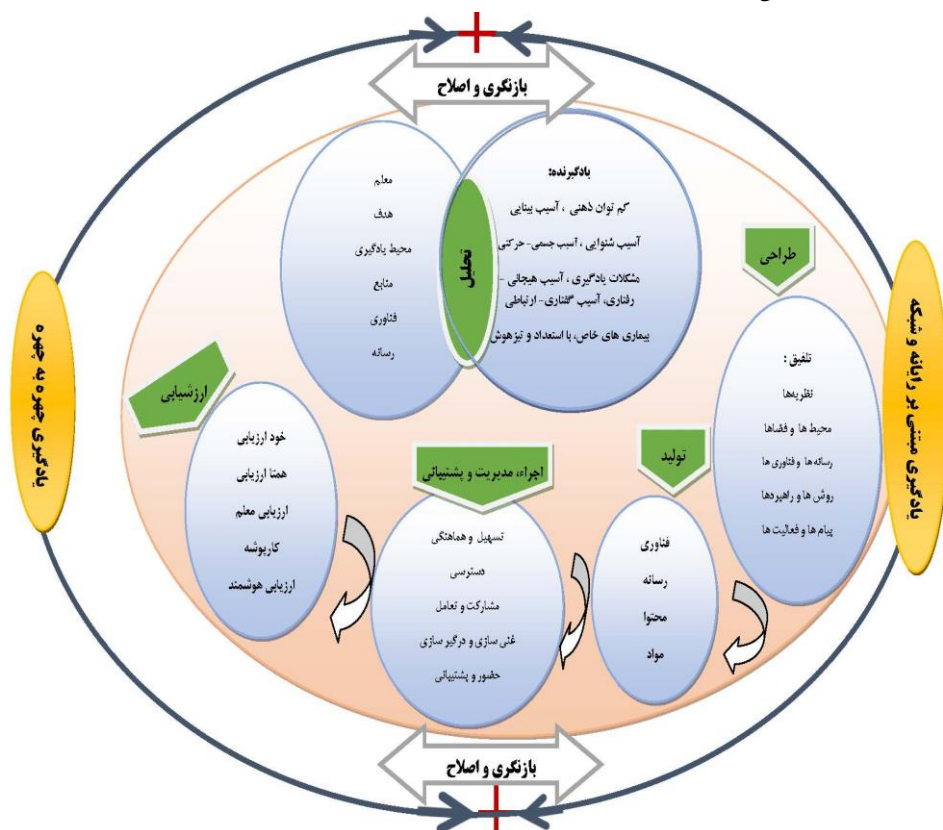 بازنگری و اصلاح
یادگیرنده:
کم توان ذهنی ، آسیب بینایی
آسیب شنوایی ، آسیب جسمی- حرکتی
مشکلات یادگیری ، آسیب هیجانی -
رفتاری، آسیب گفتاری- ارتباطی
بیماری های خاص، با استعداد و تیزهوش
تحلیل
معلم
هدف
محیط یادگیری
منابع
فناوری
رسانه
طراحی
تلفیق :
نظریه‌ها
محیط ها و فضاها
رسانه ها و فناوری ها
روش ها و راهبردها
پیام ها و فعالیت ها
تولید
فناوری
رسانه
محتوا
مواد
اجراء، مدیریت و پشتیبانی
تسهیل و هماهنگی
دسترسی
مشارکت و تعامل
غنی سازی و درگیر سازی
حضور و پشتیبانی
ارزشیابی
خود ارزیابی
همتا ارزیابی
ارزیابی معلم
کارپوشه
ارزیابی هوشمند
یادگیری مبتنی بر رایانه و شبکه
یادگیری چهره به چهره
بازنگری و اصلاح